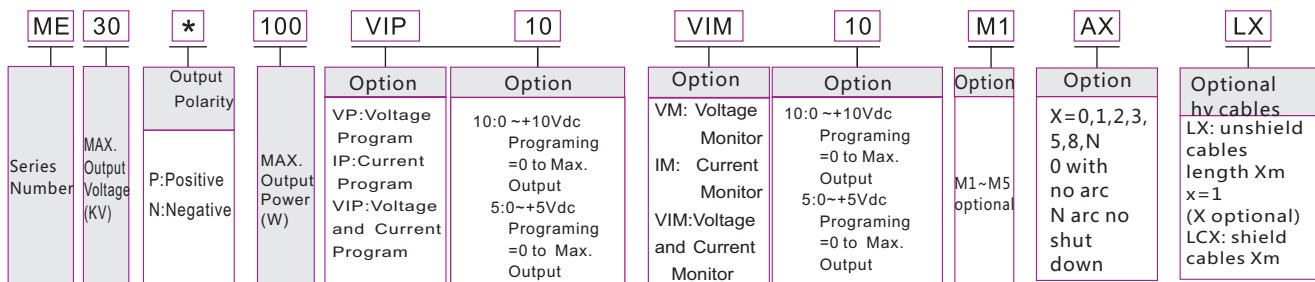 ME 30 * 100 VIP 10 VIM 10 M1 AX LX
Series
Number
MAX.
Output
Voltage
(KV)
Output
Polarity
P:Positive
N:Negative
MAX.
Output
Power
(W)
Option
VP:Voltage
Program
IP:Current
Program
VIP:Voltage
and Current
Program
Option
10:0~+10Vdc
Programing
=0 to Max.
Output
5:0~+5Vdc
Programing
=0 to Max.
Output
Option
VM: Voltage
Monitor
IM: Current
Monitor
VIM:Voltage
and Current
Monitor
Option
10:0~+10Vdc
Programing
=0 to Max.
Output
5:0~+5Vdc
Programing
=0 to Max.
Output
Option
M1~M5
optional
Option
X=0,1,2,3,
5,8,N
0 with
no arc
N arc no
shut
down
Optional
hv cables
LX: unshield
cables
length Xm
x=1
(X optional)
LCX: shield
cables Xm